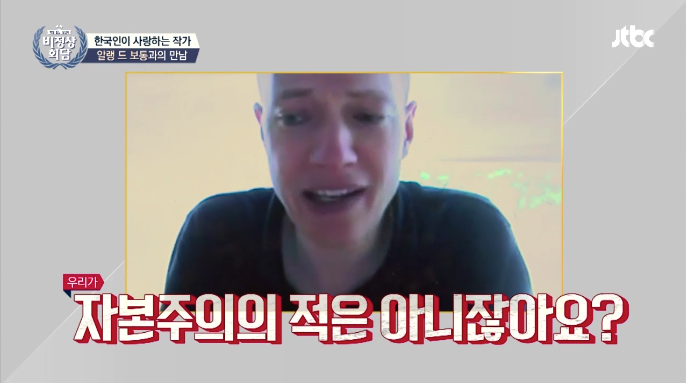 비정상
회담
한국인이 사랑하는 작가
알랭 드 보통과의 만남
jtbc
우리가
자본주의의 적은 아니잖아요?